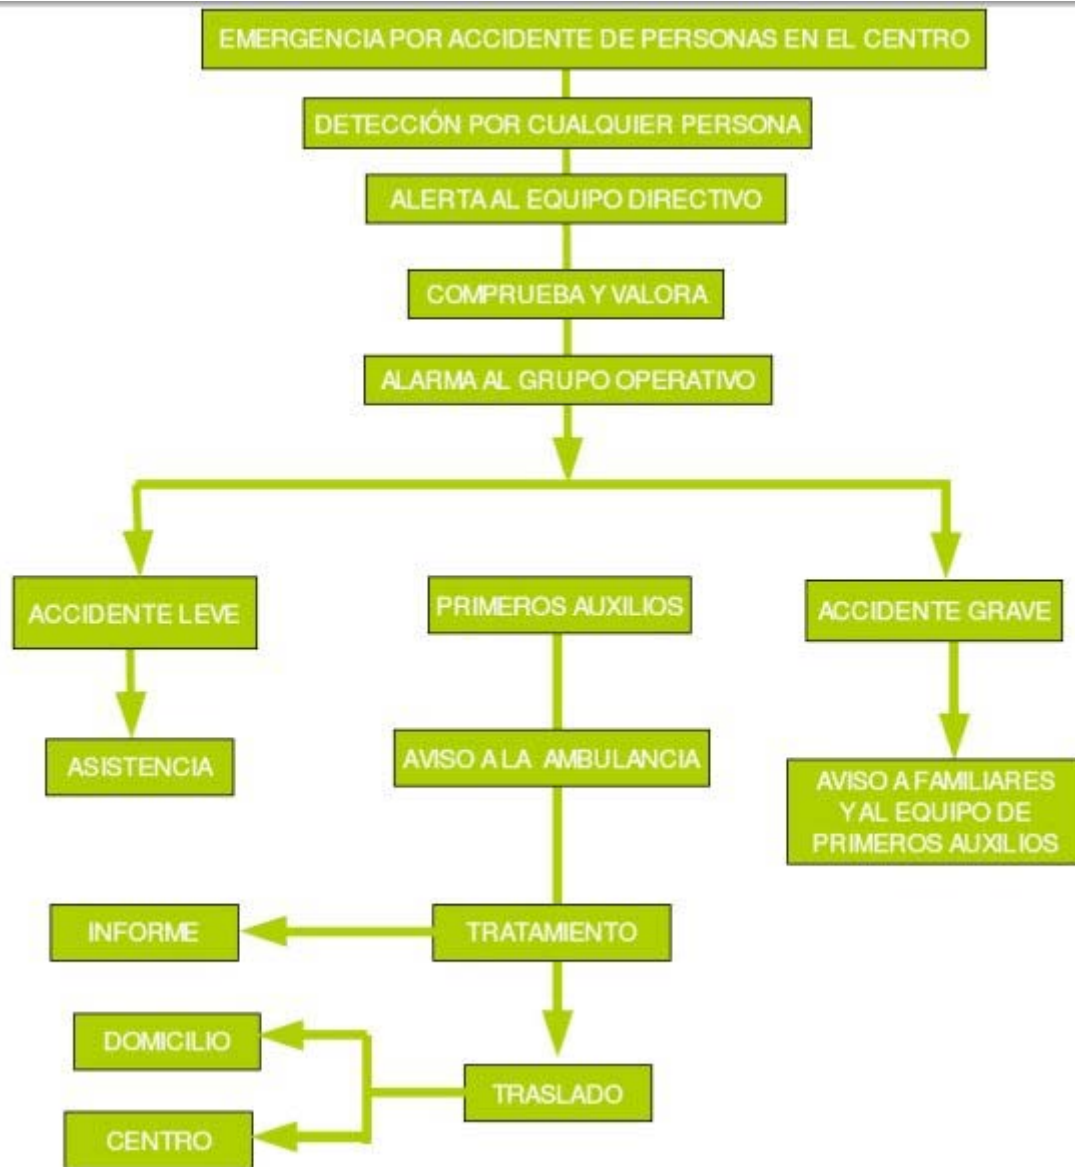 EMERGENCIA POR ACCIDENTE DE PERSONAS EN EL CENTRO
DETECCIÓN POR CUALQUIER PERSONA
ALERTA AL EQUIPO DIRECTIVO
COMPRUEBA Y VALORA
ALARMA AL GRUPO OPERATIVO
ACCIDENTE LEVE
PRIMEROS AUXILIOS
ACCIDENTE GRAVE
ASISTENCIA
AVISO A LA AMBULANCIA
AVISO A FAMILIARES
Y AL EQUIPO DE
PRIMEROS AUXILIOS
INFORME
TRATAMIENTO
DOMICILIO
TRASLADO
CENTRO